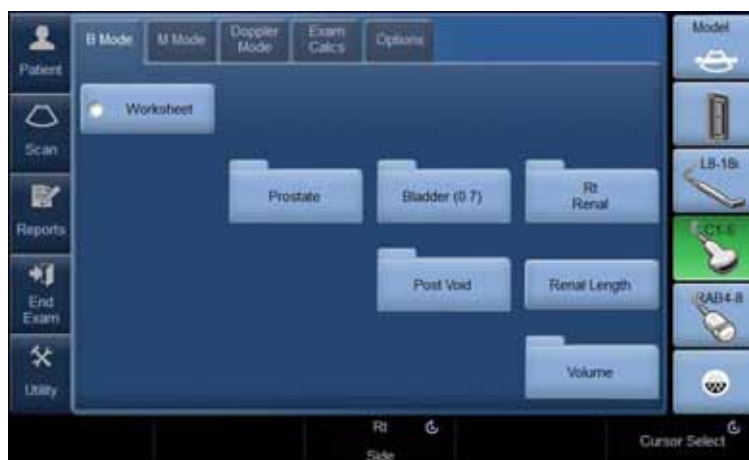 Patient
Scan
Reports
End
Exam
Utility
B Mode
M Mode
Doppler
Mode
Exam
Calcs
Options
Worksheet
Prostate
Bladder (0.7)
Rt
Renal
Post Void
Renal Length
Volume
Model
L8-18i
C1-5
RAB4-8
Rt
Side
Cursor Select